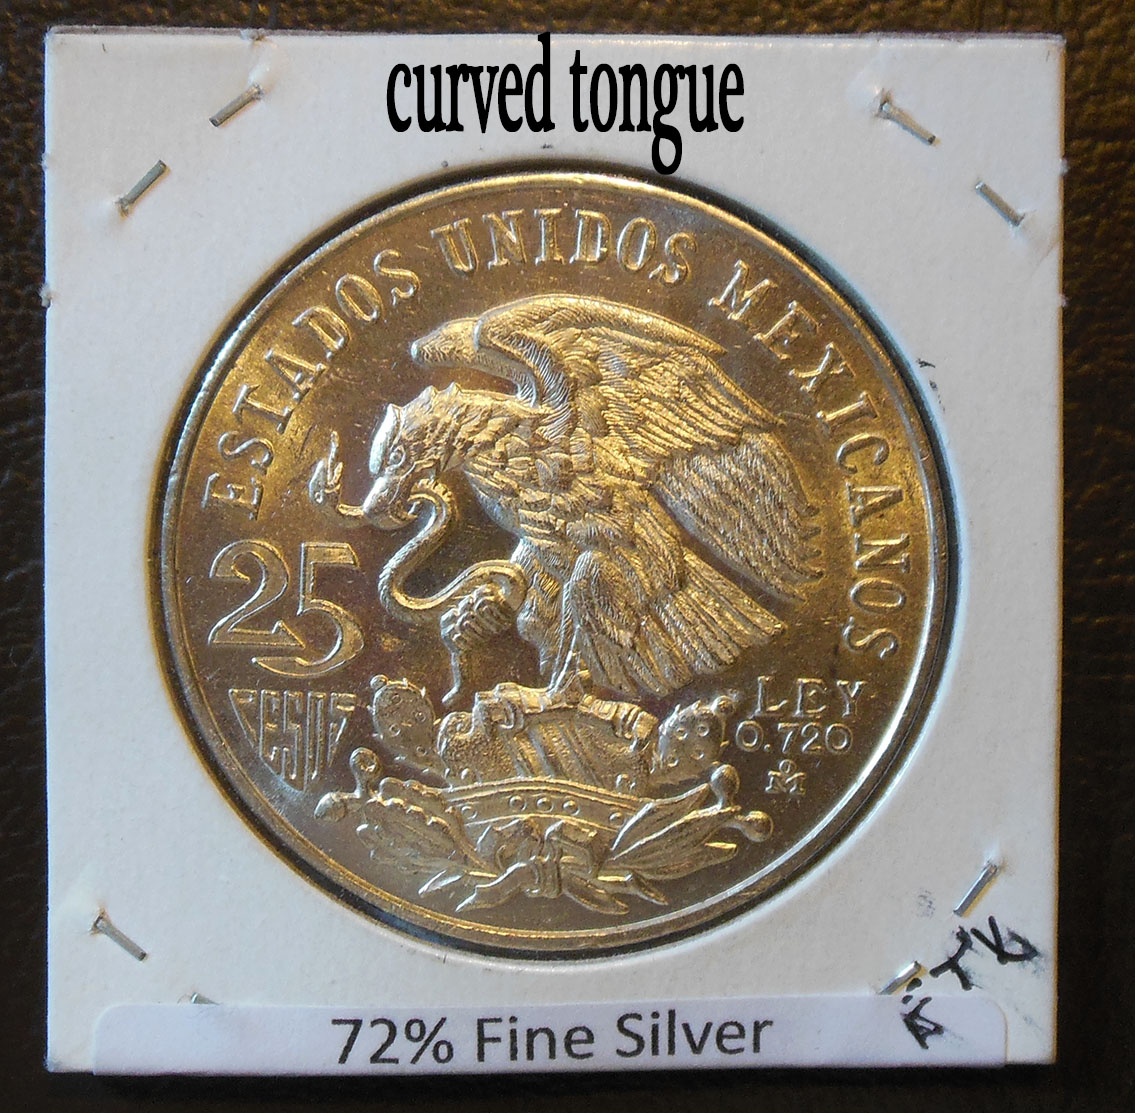 curved tongue
ESTADOS UNIDOS MEXICANOS
25
PESOS
LEY
0.720
72% Fine Silver